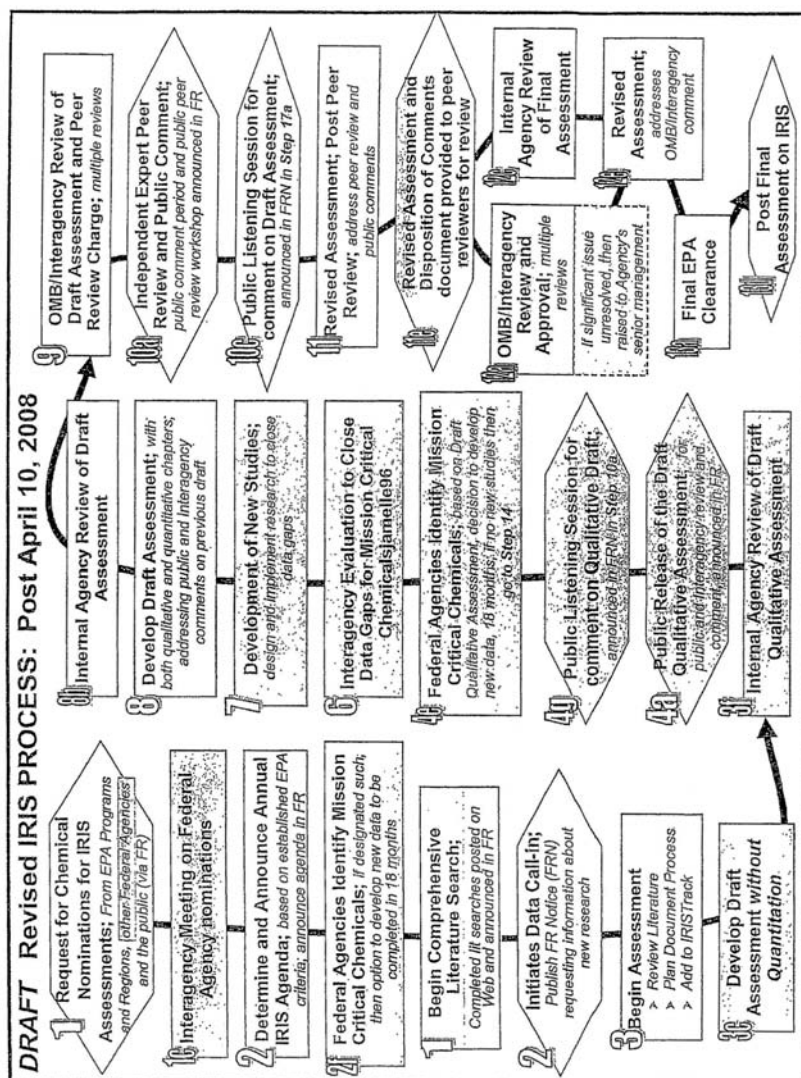 DRAFT Revised IRIS PROCESS: Post April 10, 2008
1
Request for Chemical
Nominations for IRIS
Assessments; From EPA Programs
and Regions, other Federal Agencies
and the public (via FR)
1c
Interagency Meeting on Federal
Agency nominations
2
Determine and Announce Annual
IRIS Agenda; based on established EPA
criteria; announce agenda in FR
2f
Federal Agencies Identify Mission
Critical Chemicals; if designated such,
then option to develop new data to be
completed in 18 months
1
Begin Comprehensive
Literature Search;
Completed lit searches posted on
Web and announced in FR
2
Initiates Data Call-in;
Publish FR Notice (FRN)
requesting information about
new research
3
Begin Assessment
➢ Review Literature
➢ Plan Document Process
➢ Add to IRISTrack
3c
Develop Draft
Assessment without
Quantitation.
8b
Internal Agency Review of Draft
Assessment
8
Develop Draft Assessment; with
both qualitative and quantitative chapters;
addressing public and Interagency
comments on previous draft
7
Development of New Studies;
design and implement research to close
data gaps
6
Interagency Evaluation to Close
Data Gaps for Mission Critical
Chemicalsjamelle96
4e
Federal Agencies Identify Mission
Critical Chemicals; based on Draft
Qualitative Assessment, decision to develop
new data, 18 months, if no new studies then
go to Step 14
4g
Public Listening Session for
comment on Qualitative Draft;
announced in FRN in Step 10a
4a
Public Release of the Draft
Qualitative Assessment; for
public and Interagency review and
comment, announced in FR
3f
Internal Agency Review of Draft
Qualitative Assessment
9
OMB/Interagency Review of
Draft Assessment and Peer
Review Charge; multiple reviews
10a
Independent Expert Peer
Review and Public Comment;
public comment period and public peer
review workshop announced in FR
10c
Public Listening Session for
comment on Draft Assessment;
announced in FRN in Step 17a
11
Revised Assessment; Post Peer
Review; address peer review and
public comments
11c
Revised Assessment and
Disposition of Comments
document provided to peer
reviewers for review
12a
OMB/Interagency
Review and
Approval; multiple
reviews
If significant issue
unresolved, then
raised to Agency's
senior management
Internal
Agency Review
of Final
Assessment
Revised
Assessment;
addresses
OMB/Interagency
comment
13a
Final EPA
Clearance
Post Final
Assessment on IRIS